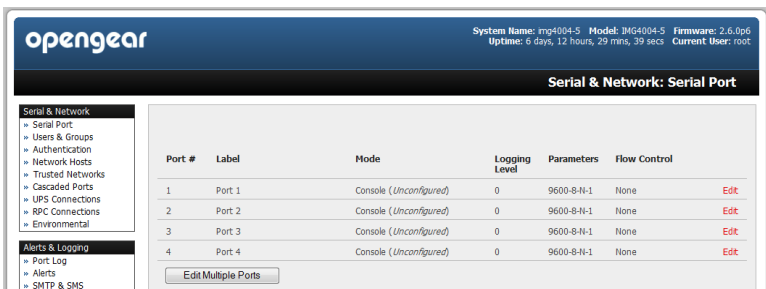 opengear
System Name: img4004-5 Model: IMG4004-5 Firmware: 2.6.0p6
Uptime: 6 days, 12 hours, 29 mins, 39 secs Current User: root
Serial & Network: Serial Port
Serial & Network
» Serial Port
» Users & Groups
» Authentication
» Network Hosts
» Trusted Networks
» Cascaded Ports
» UPS Connections
» RPC Connections
» Environmental
Alerts & Logging
» Port Log
» Alerts
» SMTP & SMS
Port # Label Mode Logging Level Parameters Flow Control
1 Port 1 Console (Unconfigured) 0 9600-8-N-1 None Edit
2 Port 2 Console (Unconfigured) 0 9600-8-N-1 None Edit
3 Port 3 Console (Unconfigured) 0 9600-8-N-1 None Edit
4 Port 4 Console (Unconfigured) 0 9600-8-N-1 None Edit
Edit Multiple Ports